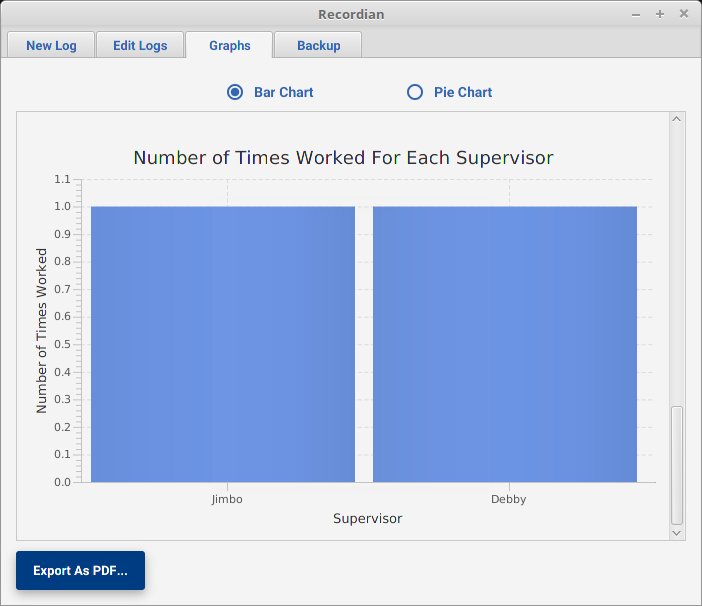 Recordian
New Log Edit Logs Graphs Backup
Bar Chart Pie Chart
Number of Times Worked For Each Supervisor
Number of Times Worked
1.1
1.0
0.9
0.8
0.7
0.6
0.5
0.4
0.3
0.2
0.1
0.0
Jimbo Debby
Supervisor
Export As PDF...